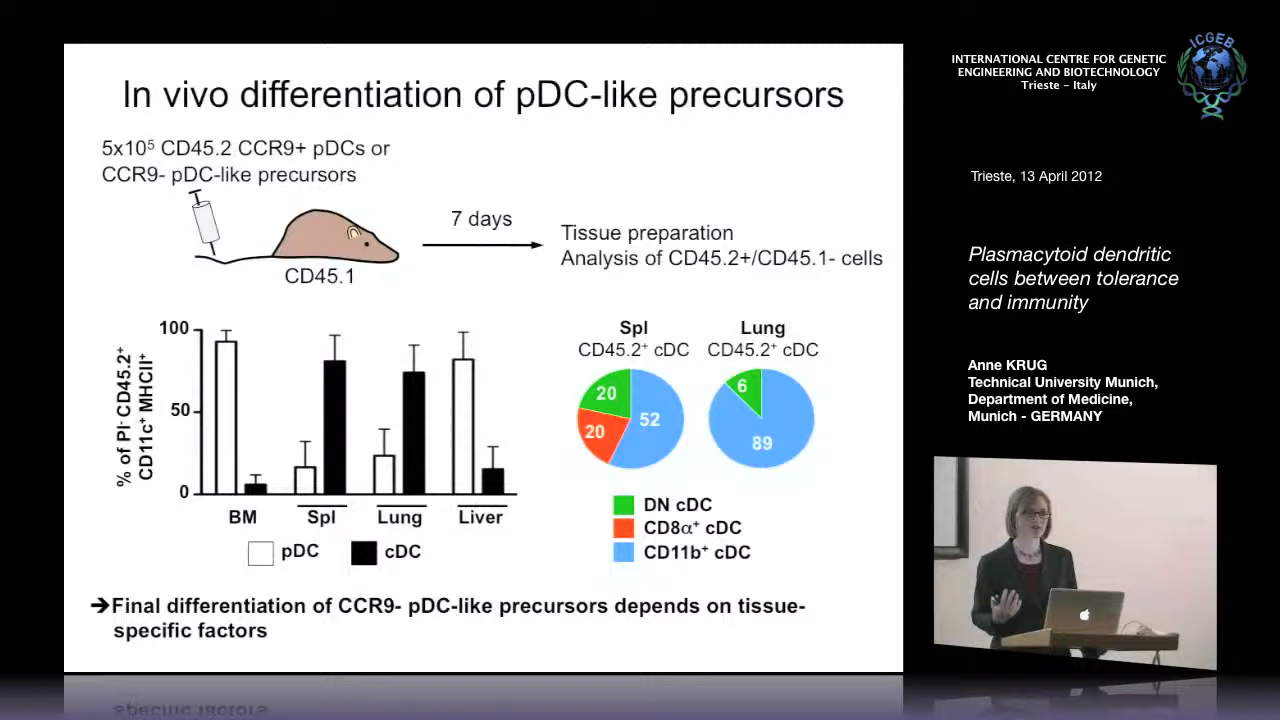 In vivo differentiation of pDC-like precursors
5x10⁵ CD45.2 CCR9+ pDCs or
CCR9- pDC-like precursors
CD45.1
7 days
Tissue preparation
Analysis of CD45.2+/CD45.1- cells
% of PI⁻ CD45.2⁺
CD11c⁺ MHCII⁺
100
50
0
BM
Spl
Lung
Liver
pDC
cDC
Spl
CD45.2⁺ cDC
20
20
52
Lung
CD45.2⁺ cDC
6
89
DN cDC
CD8α⁺ cDC
CD11b⁺ cDC
➔Final differentiation of CCR9- pDC-like precursors depends on tissue-
specific factors
INTERNATIONAL CENTRE FOR GENETIC
ENGINEERING AND BIOTECHNOLOGY
Trieste - Italy
ICGEB
Trieste, 13 April 2012
Plasmacytoid dendritic
cells between tolerance
and immunity
Anne KRUG
Technical University Munich,
Department of Medicine,
Munich - GERMANY